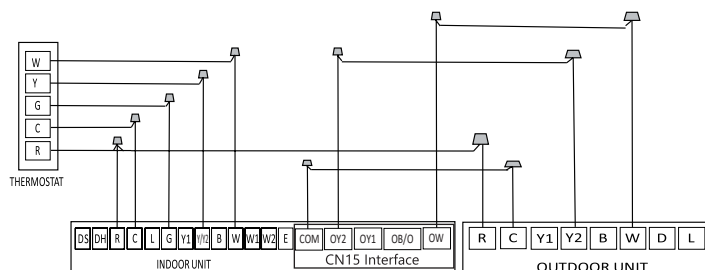 W
Y
G
C
R
THERMOSTAT
DS DH R C L G Y1 Y/Y2 B W W1 W2 E COM OY2 OY1 OB/O OW R C Y1 Y2 B W D L
INDOOR UNIT CN15 Interface OUTDOOR UNIT